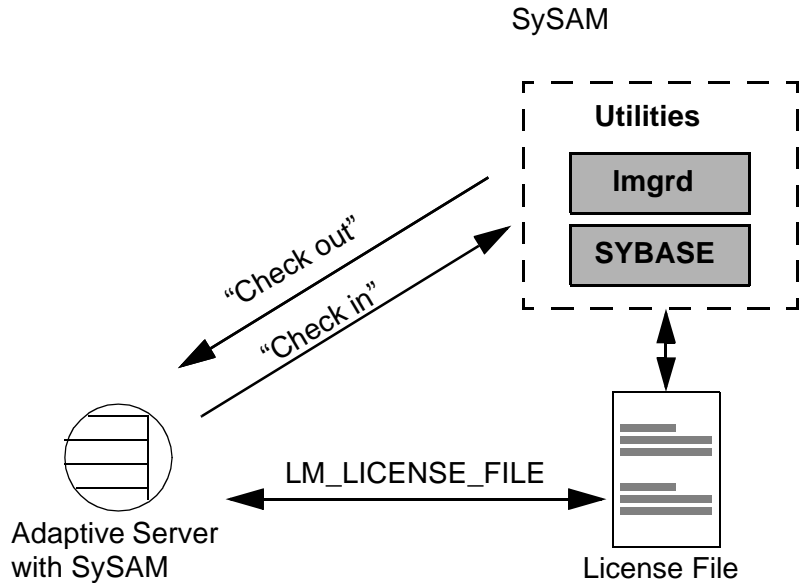 SySAM
Utilities
lmgrd
SYBASE
“Check out”
“Check in”
LM_LICENSE_FILE
Adaptive Server
with SySAM
License File